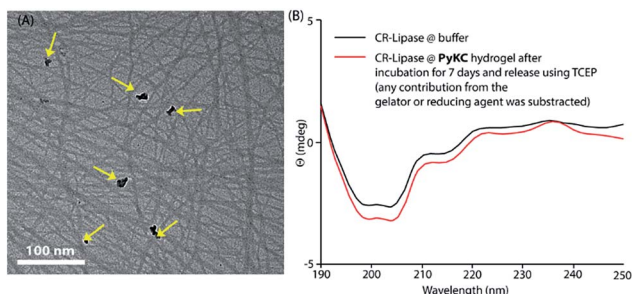 (A)
100 nm
(B)
CR-Lipase @ buffer
CR-Lipase @ PyKC hydrogel after
incubation for 7 days and release using TCEP
(any contribution from the
gelator or reducing agent was substracted)
5
0
-5
Θ (mdeg)
190 200 210 220 230 240 250
Wavelength (nm)